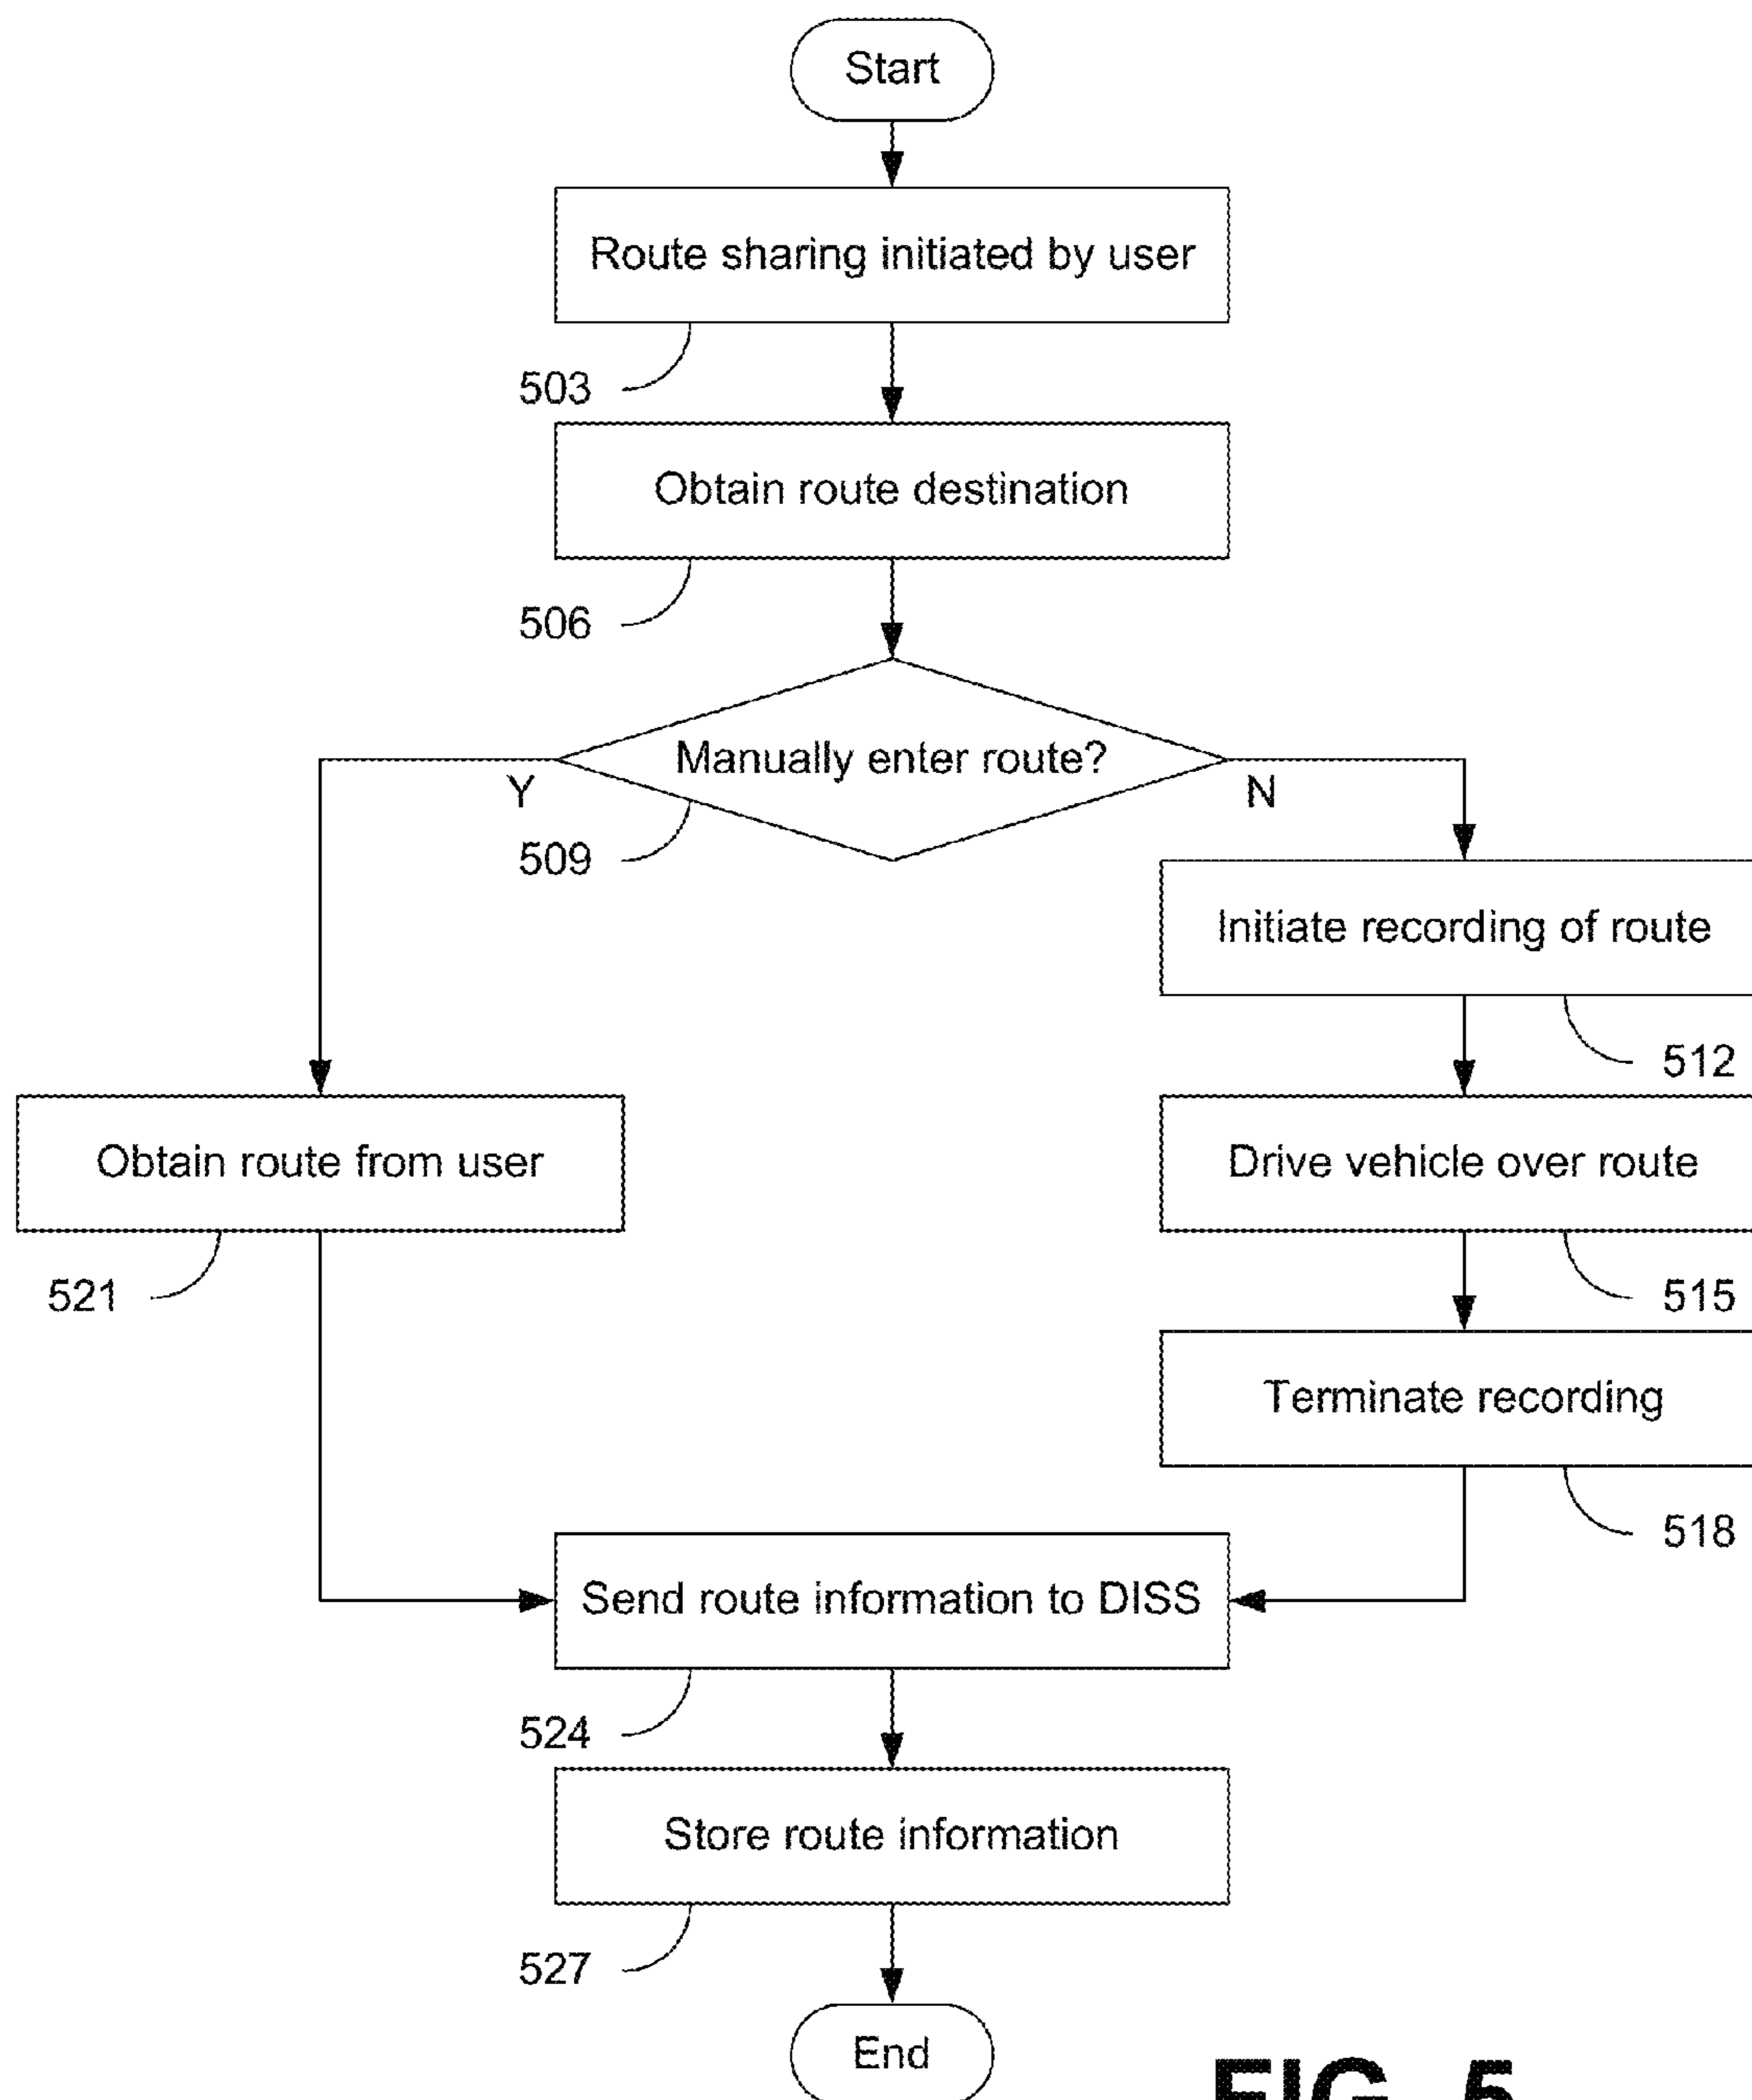 Start
Route sharing initiated by user
503
Obtain route destination
506
Manually enter route?
Y
N
509
Initiate recording of route
512
Obtain route from user
Drive vehicle over route
521
515
Terminate recording
518
Send route information to DISS
524
Store route information
527
End
FIG. 5